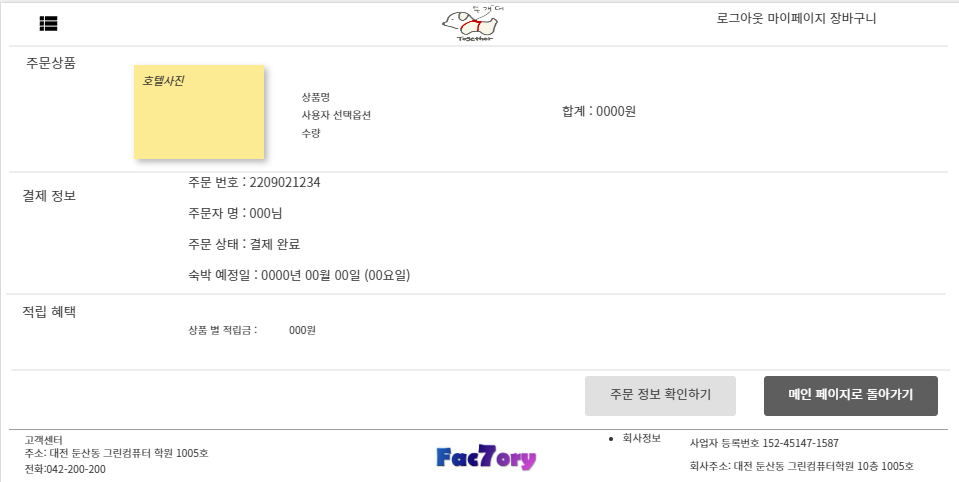 투개더
Together
로그아웃 마이페이지 장바구니
주문상품
호텔사진
상품명
사용자 선택옵션
수량
합계 : 0000원
결제 정보
주문 번호 : 2209021234
주문자 명 : 000님
주문 상태 : 결제 완료
숙박 예정일 : 0000년 00월 00일 (00요일)
적립 혜택
상품 별 적립금 : 000원
주문 정보 확인하기
메인 페이지로 돌아가기
고객센터
주소: 대전 둔산동 그린컴퓨터 학원 1005호
전화:042-200-200
Fac7ory
• 회사정보
사업자 등록번호 152-45147-1587
회사주소: 대전 둔산동 그린컴퓨터학원 10층 1005호